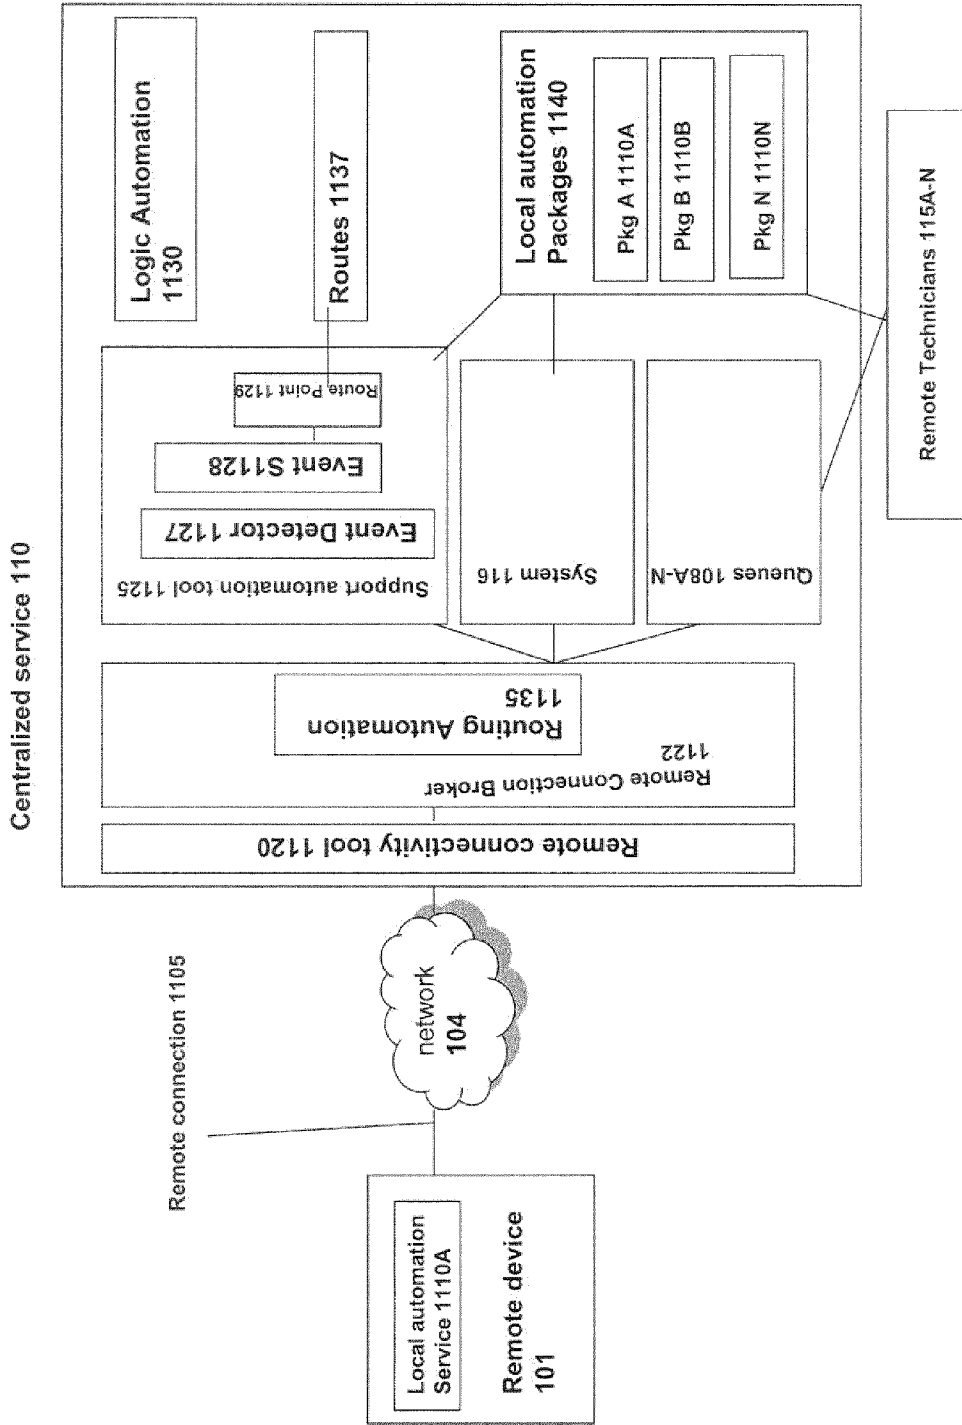 Centralized service 110
Remote connection 1105
Local automation
Service 1110A
Remote device
101
network
104
Remote connectivity tool 1120
Remote Connection Broker
1122
Routing Automation
1135
Support automation tool 1125
Event Detector 1127
Event S1128
Route Point 1129
System 116
Queues 108A-N
Logic Automation
1130
Routes 1137
Local automation
Packages 1140
Pkg A 1110A
Pkg B 1110B
Pkg N 1110N
Remote Technicians 115A-N